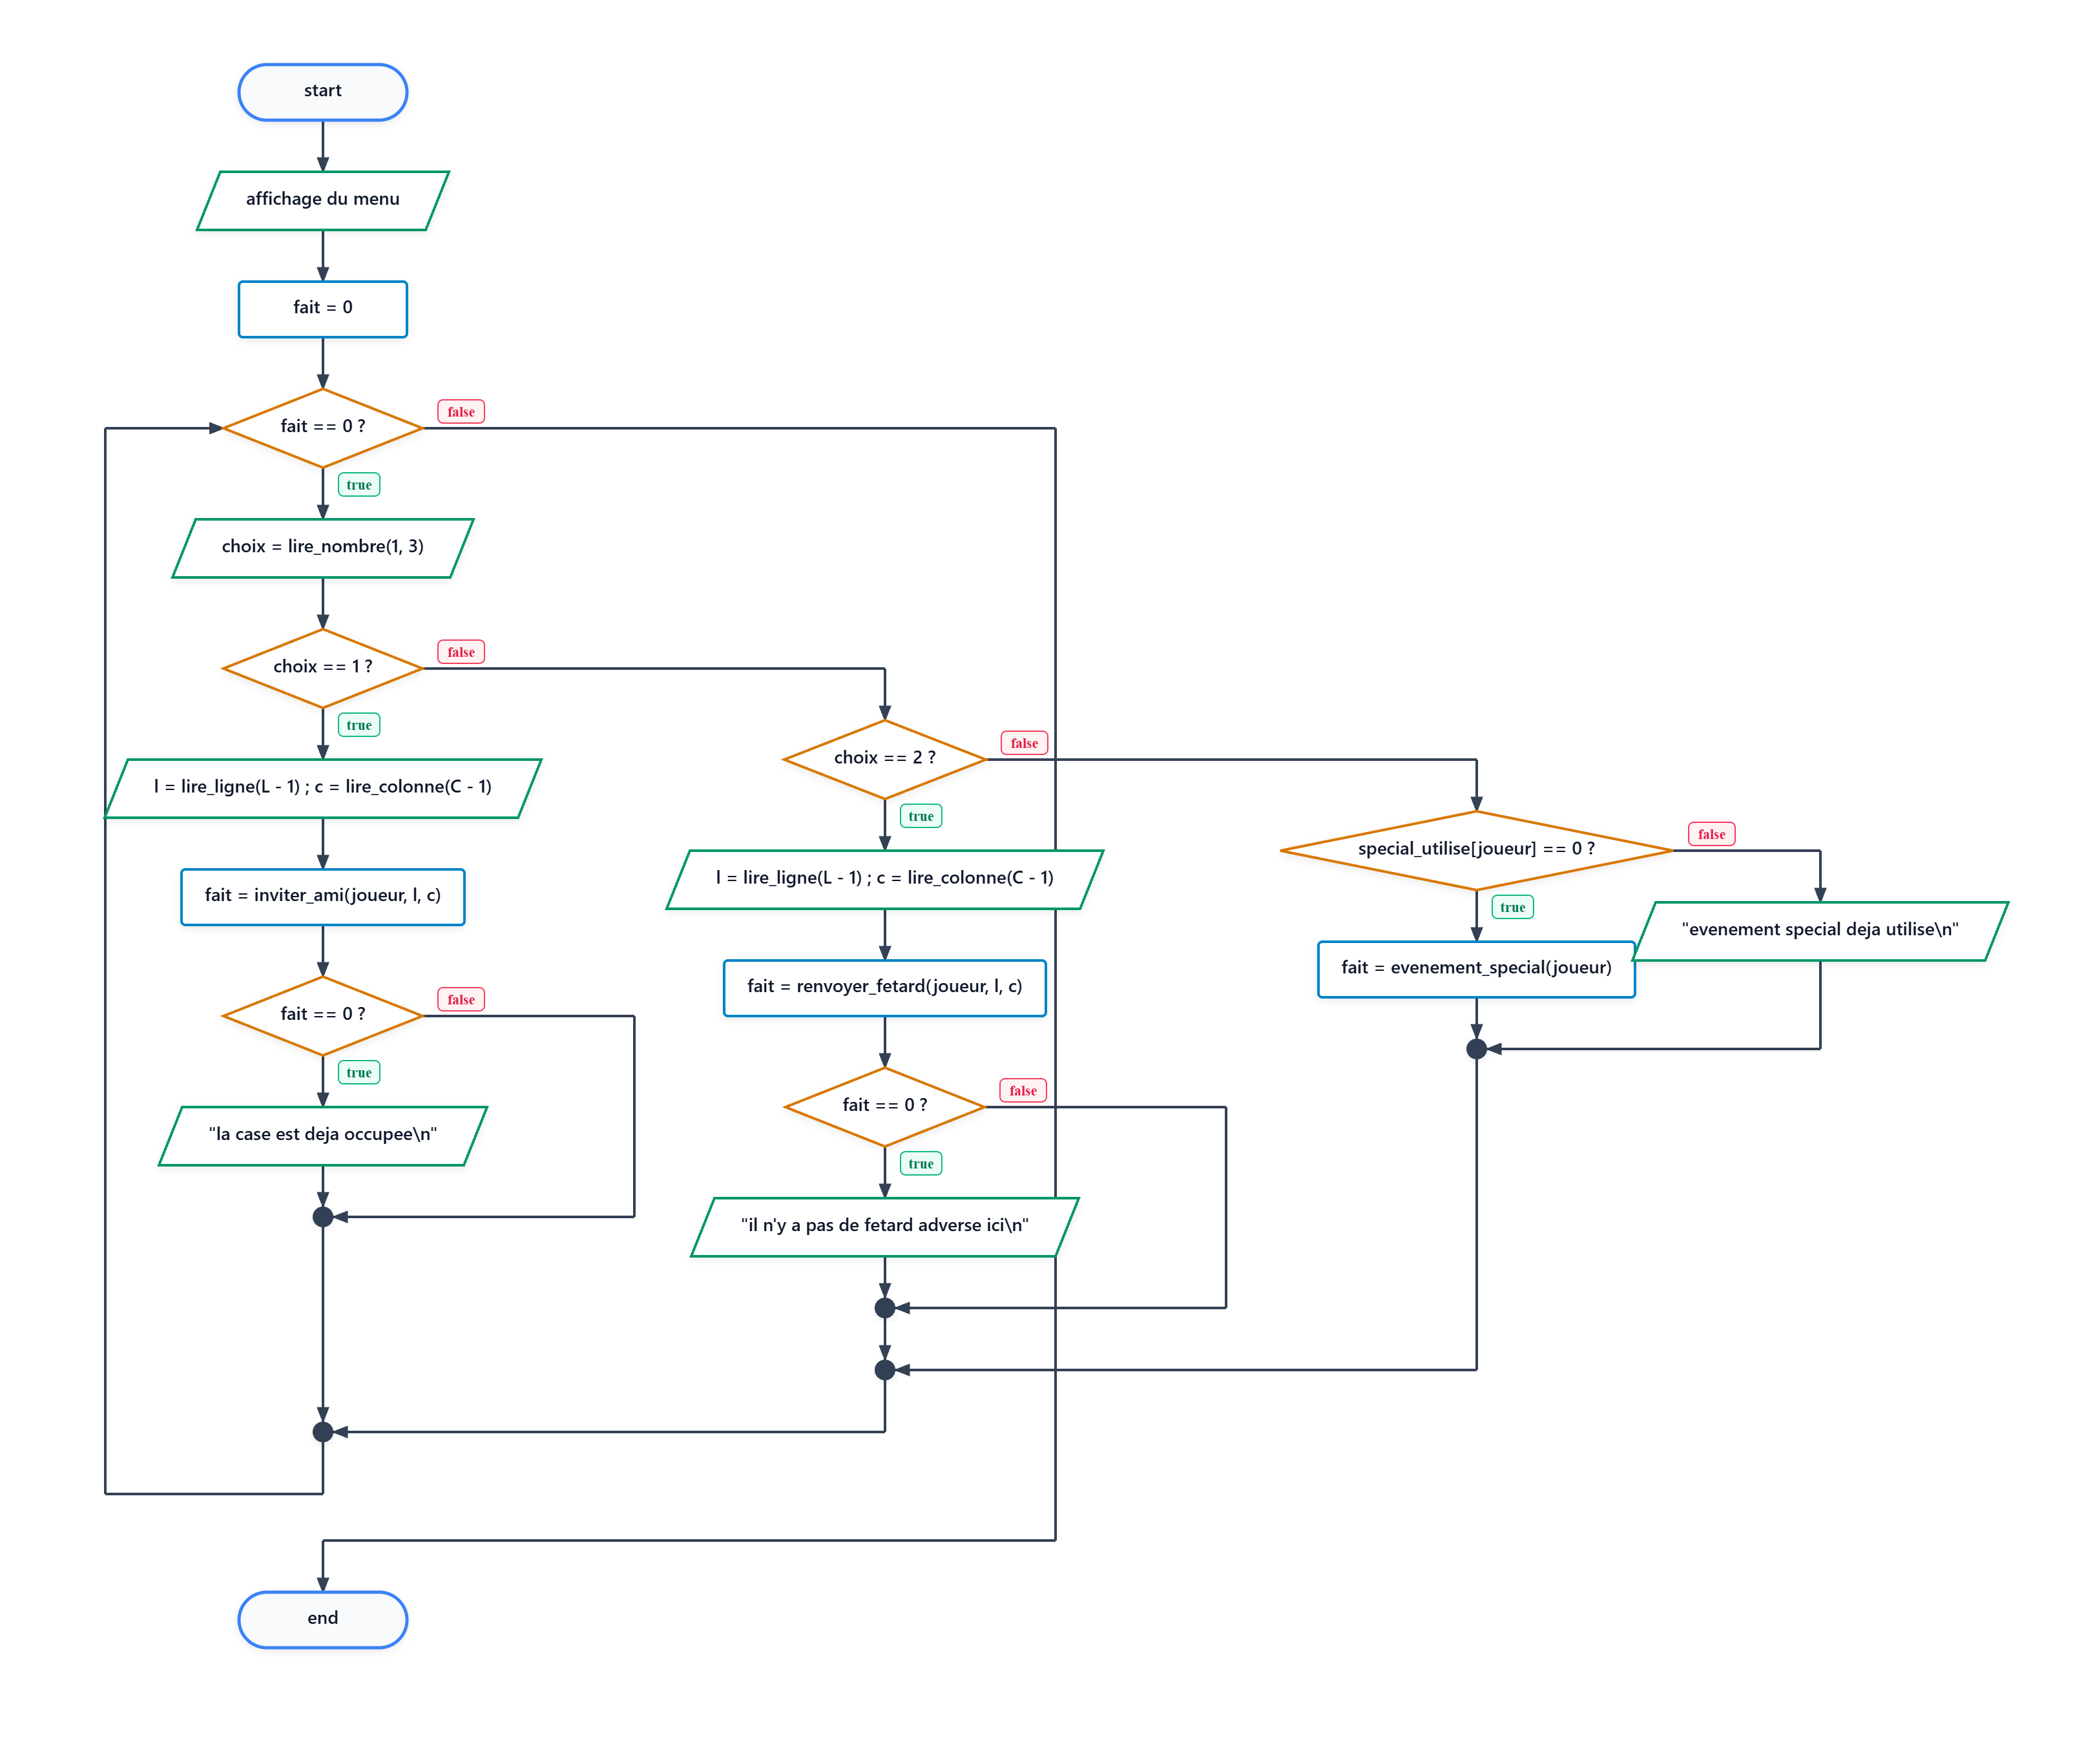 start
affichage du menu
fait = 0
fait == 0 ?
false
true
choix = lire_nombre(1, 3)
choix == 1 ?
false
true
l = lire_ligne(L - 1) ; c = lire_colonne(C - 1)
fait = inviter_ami(joueur, l, c)
fait == 0 ?
false
true
"la case est deja occupee\n"
choix == 2 ?
false
true
l = lire_ligne(L - 1) ; c = lire_colonne(C - 1)
fait = renvoyer_fetard(joueur, l, c)
fait == 0 ?
false
true
"il n'y a pas de fetard adverse ici\n"
special_utilise[joueur] == 0 ?
false
true
fait = evenement_special(joueur)
"evenement special deja utilise\n"
end